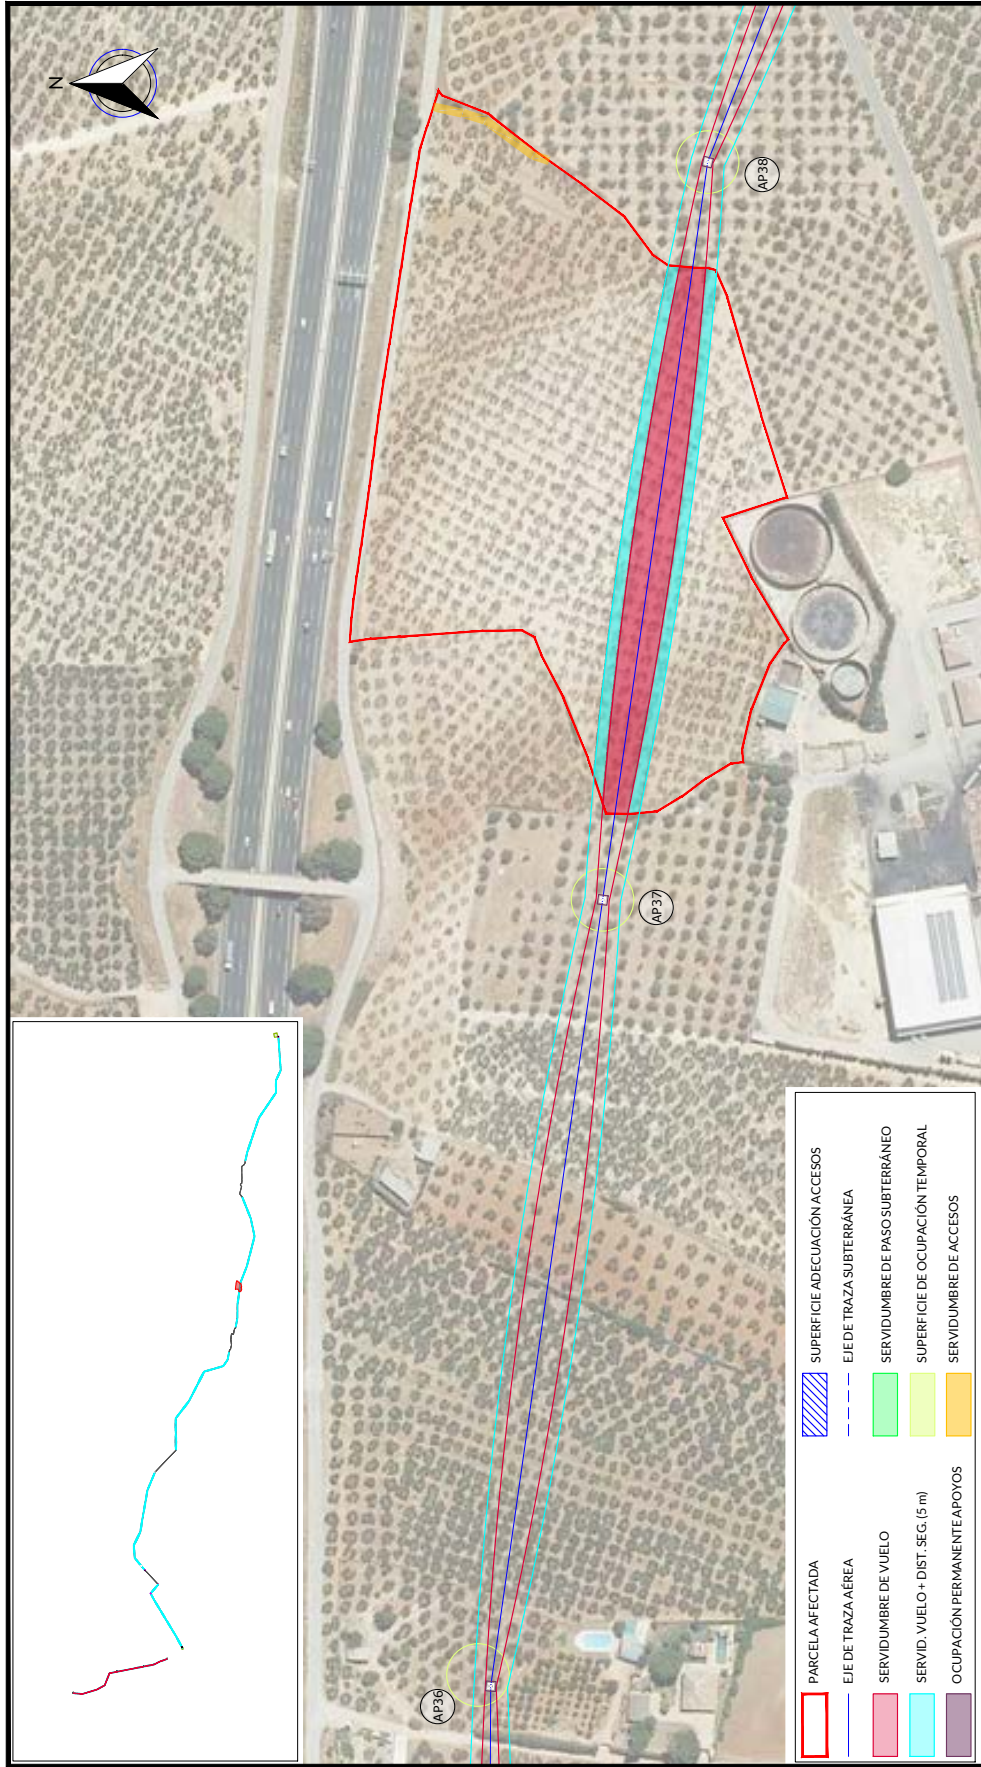 N
AP38
AP37
AP36
PARCELA AFECTADA
EJE DE TRAZA AÉREA
SERVIDUMBRE DE VUELO
SERVID. VUELO + DIST. SEG. (5 m)
OCUPACIÓN PERMANENTE APOYOS
SUPERFICIE ADECUACIÓN ACCESOS
EJE DE TRAZA SUBTERRÁNEA
SERVIDUMBRE DE PASO SUBTERRÁNEO
SUPERFICIE DE OCUPACIÓN TEMPORAL
SERVIDUMBRE DE ACCESOS